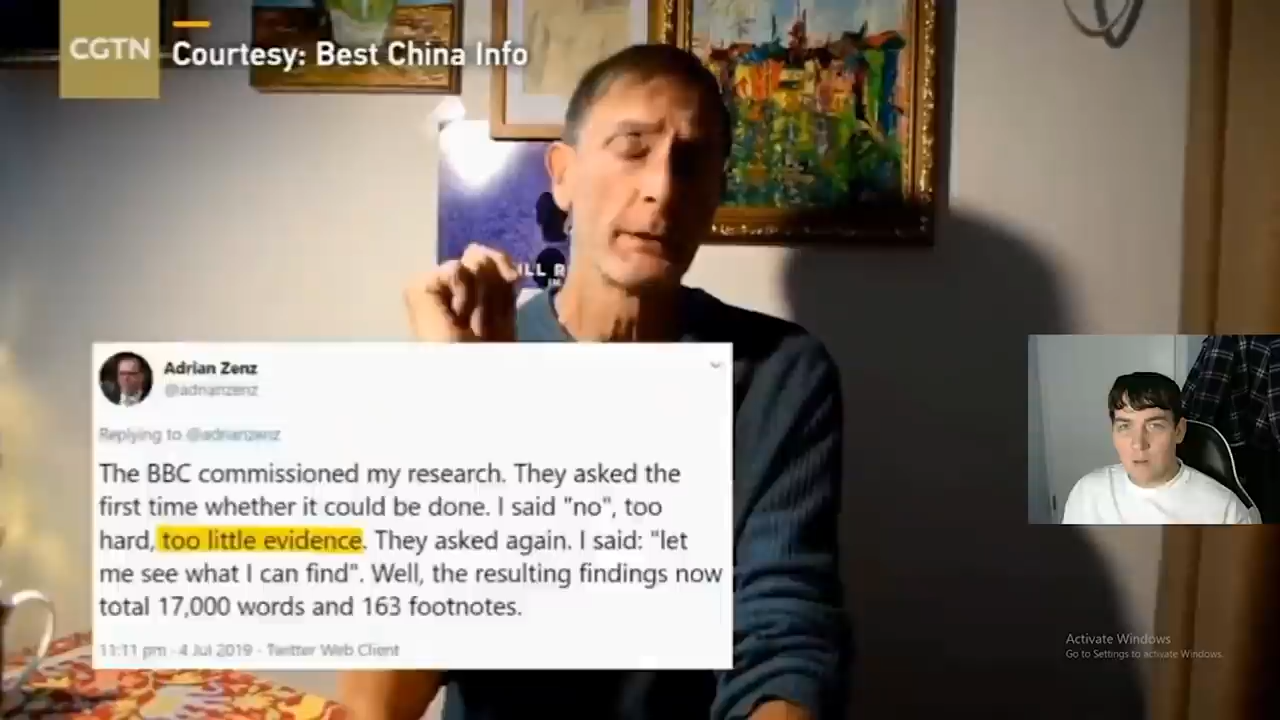 CGTN
Courtesy: Best China Info
ILL R
IN
Adrian Zenz
@adrianzenz
Replying to @adrianzenz
The BBC commissioned my research. They asked the
first time whether it could be done. I said "no", too
hard, too little evidence. They asked again. I said: "let
me see what I can find". Well, the resulting findings now
total 17,000 words and 163 footnotes.
11:11 pm · 4 Jul 2019 · Twitter Web Client
Activate Windows
Go to Settings to activate Windows.